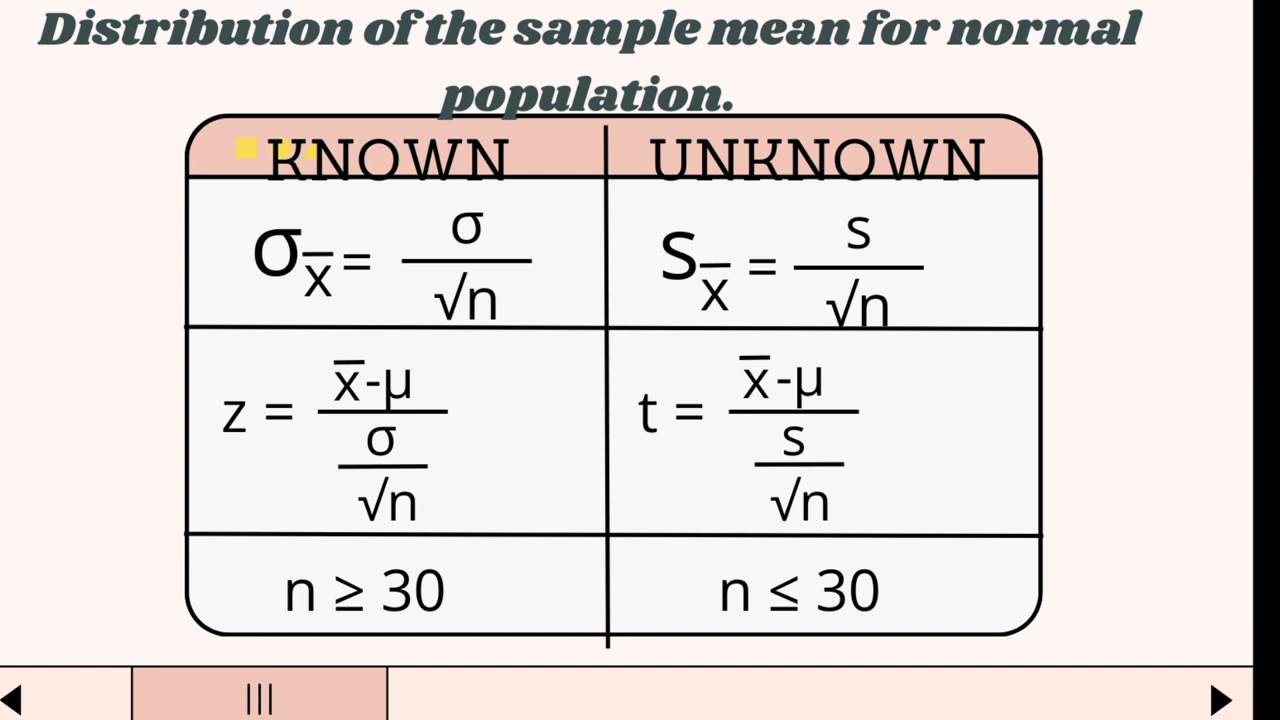 Distribution of the sample mean for normal
population.
KNOWN UNKNOWN
σx̅ = σ/√n sx̅ = s/√n
z = x̅-μ/σ/√n t = x̅-μ/s/√n
n ≥ 30 n ≤ 30